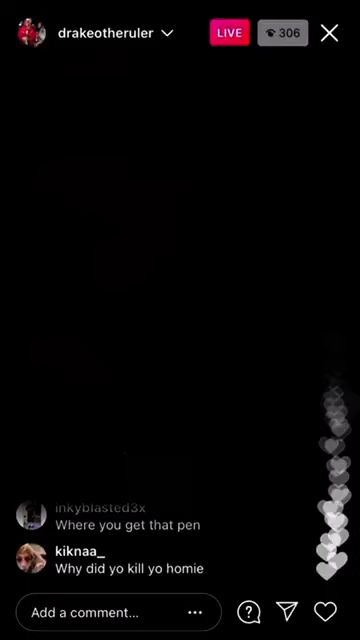 drakeotheruler LIVE 306
inkyblasted3x
Where you get that pen
kiknaa_
Why did yo kill yo homie
Add a comment...